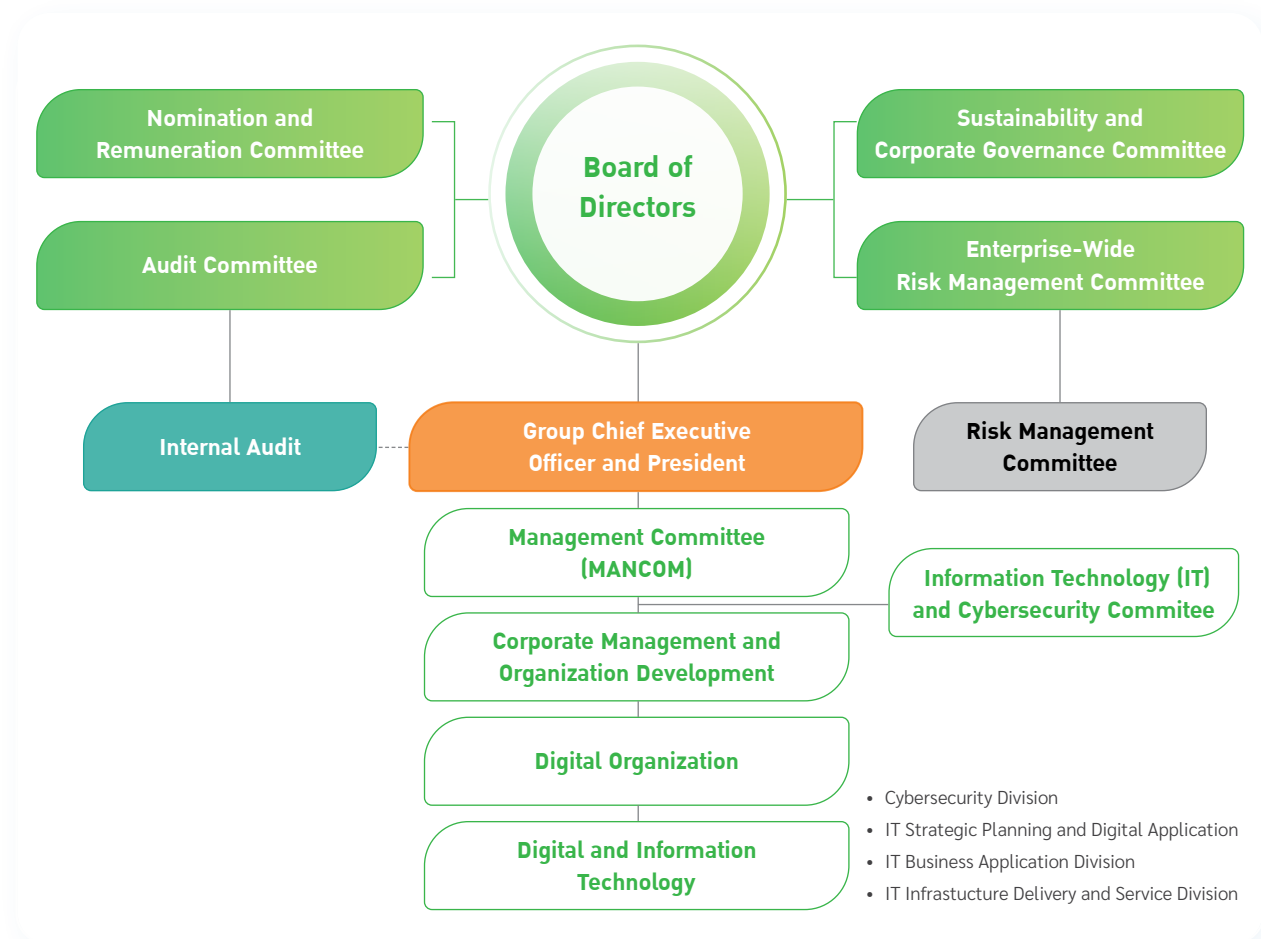 Nomination and
Remuneration Committee
Audit Committee
Board of
Directors
Sustainability and
Corporate Governance Committee
Enterprise-Wide
Risk Management Committee
Internal Audit
Group Chief Executive
Officer and President
Risk Management
Committee
Management Committee
(MANCOM)
Information Technology (IT)
and Cybersecurity Commitee
Corporate Management and
Organization Development
Digital Organization
Digital and Information
Technology
• Cybersecurity Division
• IT Strategic Planning and Digital Application
• IT Business Application Division
• IT Infrastucture Delivery and Service Division